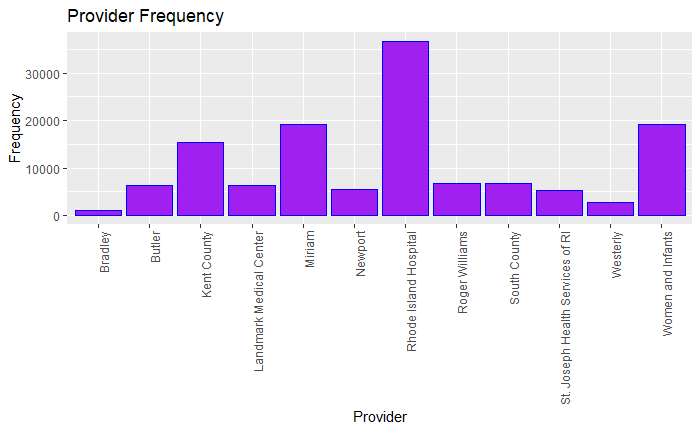 Provider Frequency
Frequency
30000
20000
10000
0
Bradley
Butler
Kent County
Landmark Medical Center
Miriam
Newport
Rhode Island Hospital
Roger Williams
South County
St. Joseph Health Services of RI
Westerly
Women and Infants
Provider